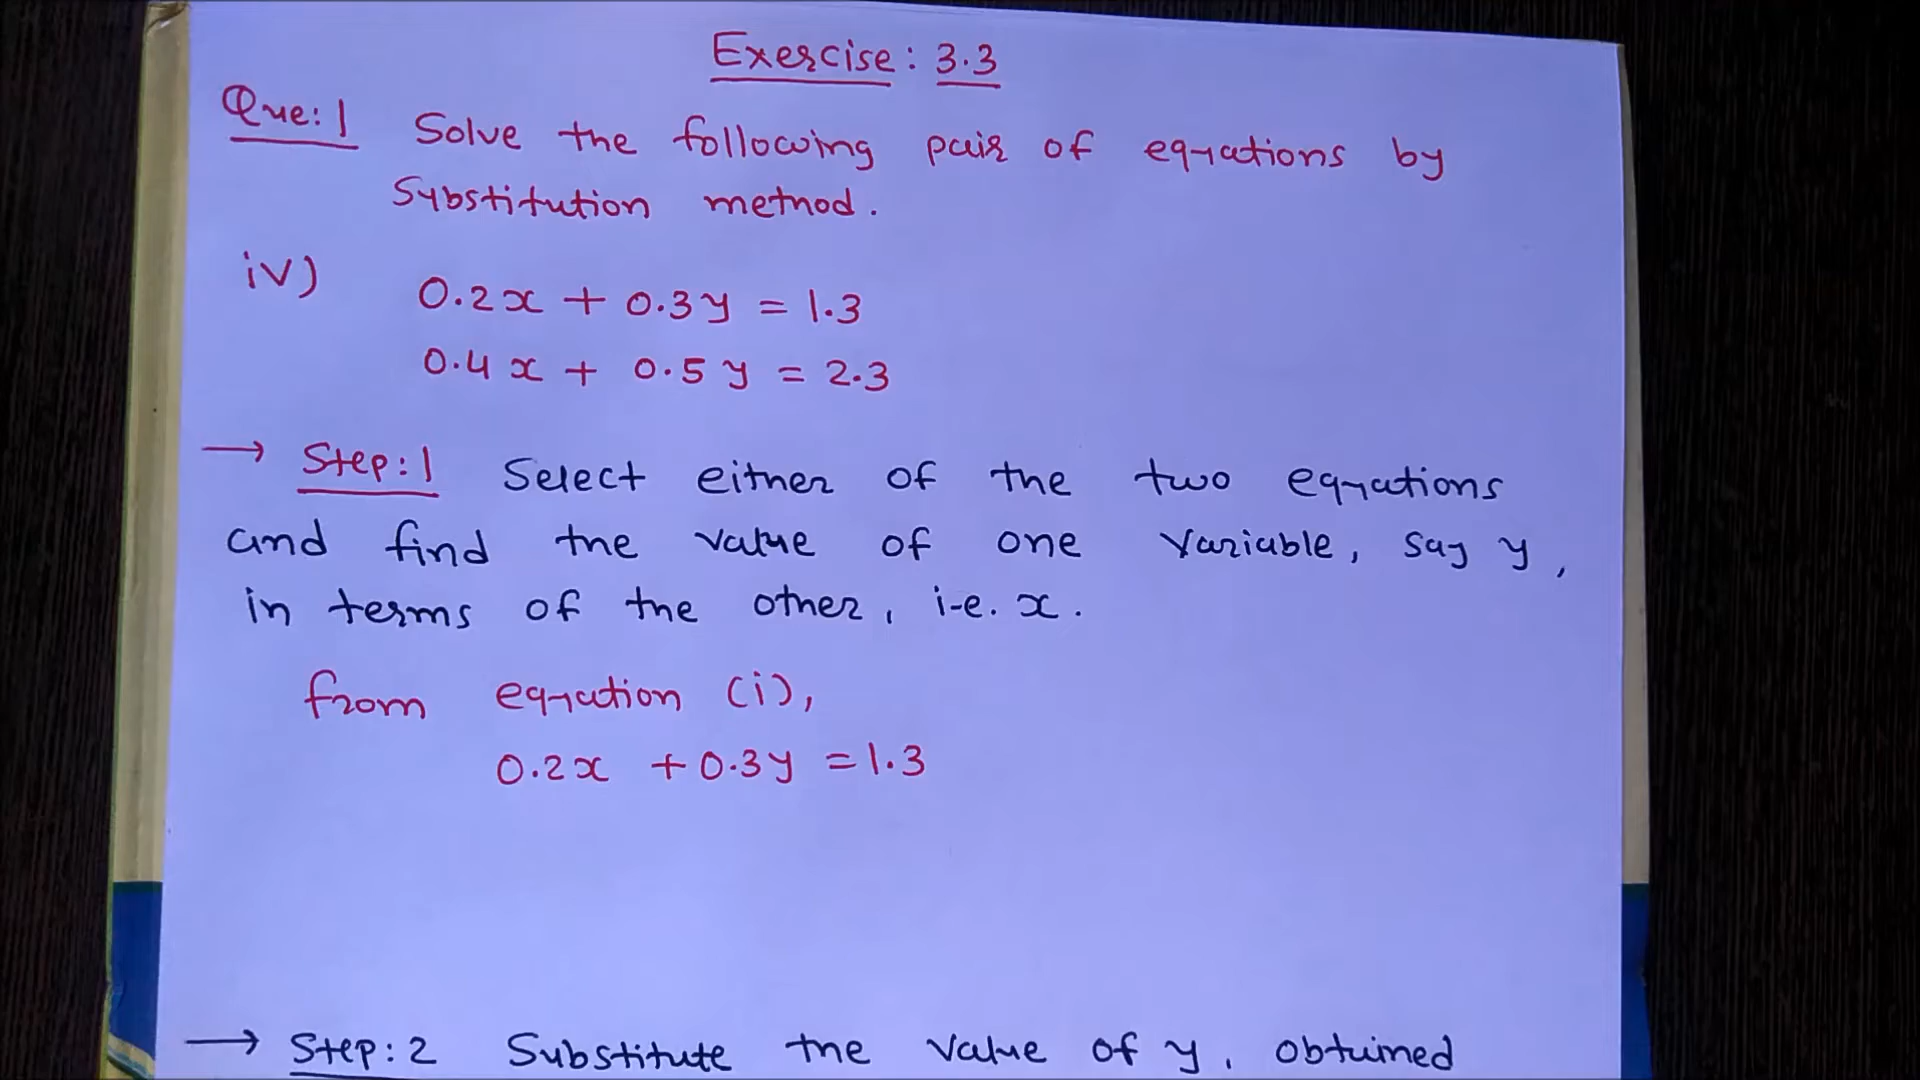 Exercise: 3.3
Que:1 Solve the following pair of equations by
Substitution method.
iv) 0.2x + 0.3y = 1.3
0.4x + 0.5y = 2.3
→ Step:1 Select either of the two equations
and find the value of one variable, say y,
in terms of the other, i.e. x.
from equation (i),
0.2x + 0.3y = 1.3
→ Step:2 Substitute the value of y, obtained